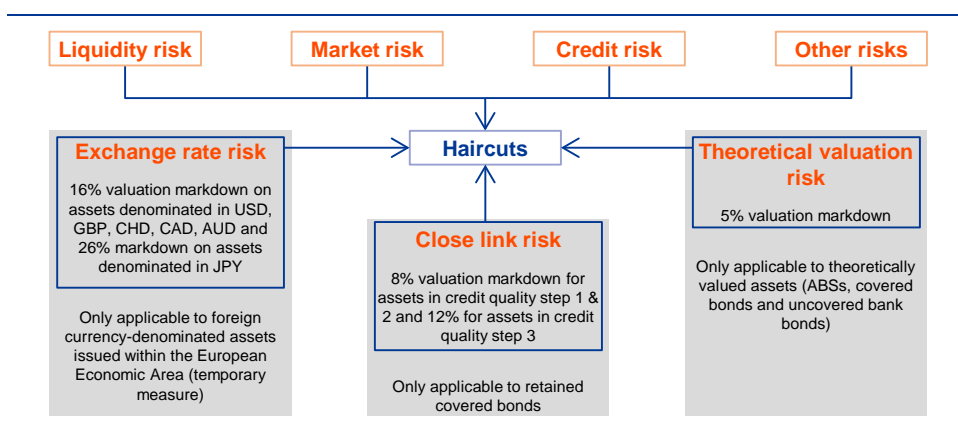 Liquidity risk
Market risk
Credit risk
Other risks
Haircuts
Exchange rate risk
16% valuation markdown on
assets denominated in USD,
GBP, CHD, CAD, AUD and
26% markdown on assets
denominated in JPY
Only applicable to foreign
currency-denominated assets
issued within the European
Economic Area (temporary
measure)
Close link risk
8% valuation markdown for
assets in credit quality step 1 &
2 and 12% for assets in credit
quality step 3
Only applicable to retained
covered bonds
Theoretical valuation
risk
5% valuation markdown
Only applicable to theoretically
valued assets (ABSs, covered
bonds and uncovered bank
bonds)